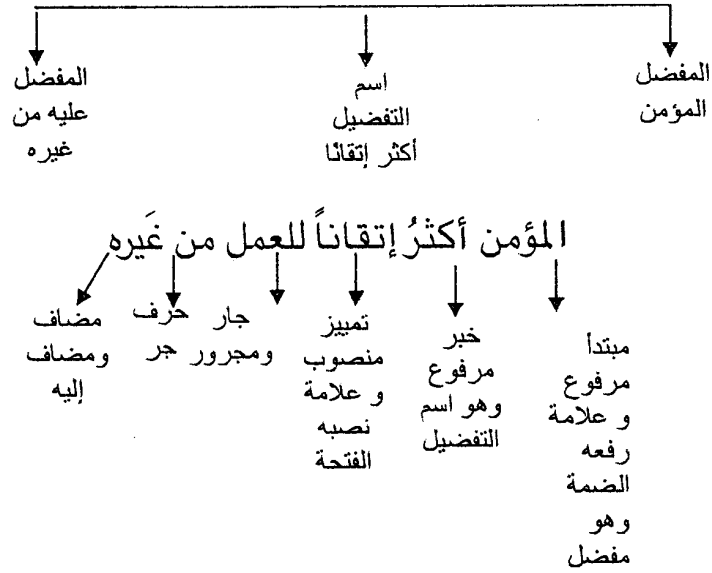 المفضل
المؤمن
اسم
التفضيل
أكثر إتقانًا
المفضل
عليه من
غيره
المؤمن أكثرُ إتقاناً للعمل من غَيره
مبتدأ
مرفوع
و علامة
رفعه
الضمة
وهو
مفضل
خبر
مرفوع
وهو اسم
التفضيل
تمييز
منصوب
و علامة
نصبه
الفتحة
جار
ومجرور
حرف
جر
مضاف
ومضاف
إليه